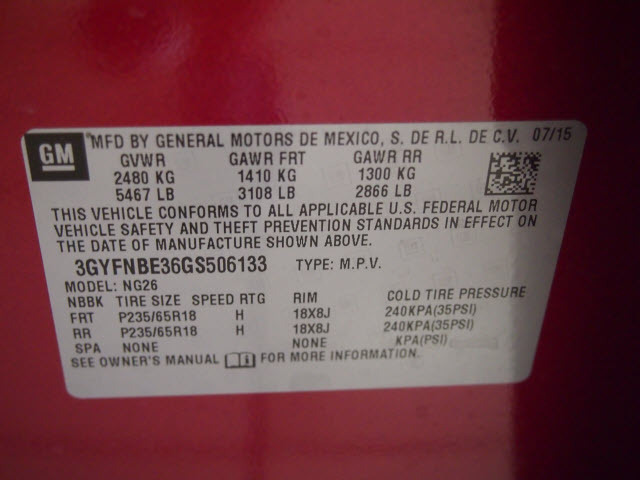 GM
MFD BY GENERAL MOTORS DE MEXICO, S. DE R.L. DE C.V. 07/15
GVWR GAWR FRT GAWR RR
2480 KG 1410 KG 1300 KG
5467 LB 3108 LB 2866 LB
THIS VEHICLE CONFORMS TO ALL APPLICABLE U.S. FEDERAL MOTOR
VEHICLE SAFETY AND THEFT PREVENTION STANDARDS IN EFFECT ON
THE DATE OF MANUFACTURE SHOWN ABOVE.
3GYFNBE36GS506133 TYPE: M.P.V.
MODEL: NG26
NBBK TIRE SIZE SPEED RTG RIM COLD TIRE PRESSURE
FRT P235/65R18 H 18X8J 240KPA(35PSI)
RR P235/65R18 H 18X8J 240KPA(35PSI)
SPA NONE NONE KPA(PSI)
SEE OWNER'S MANUAL FOR MORE INFORMATION.